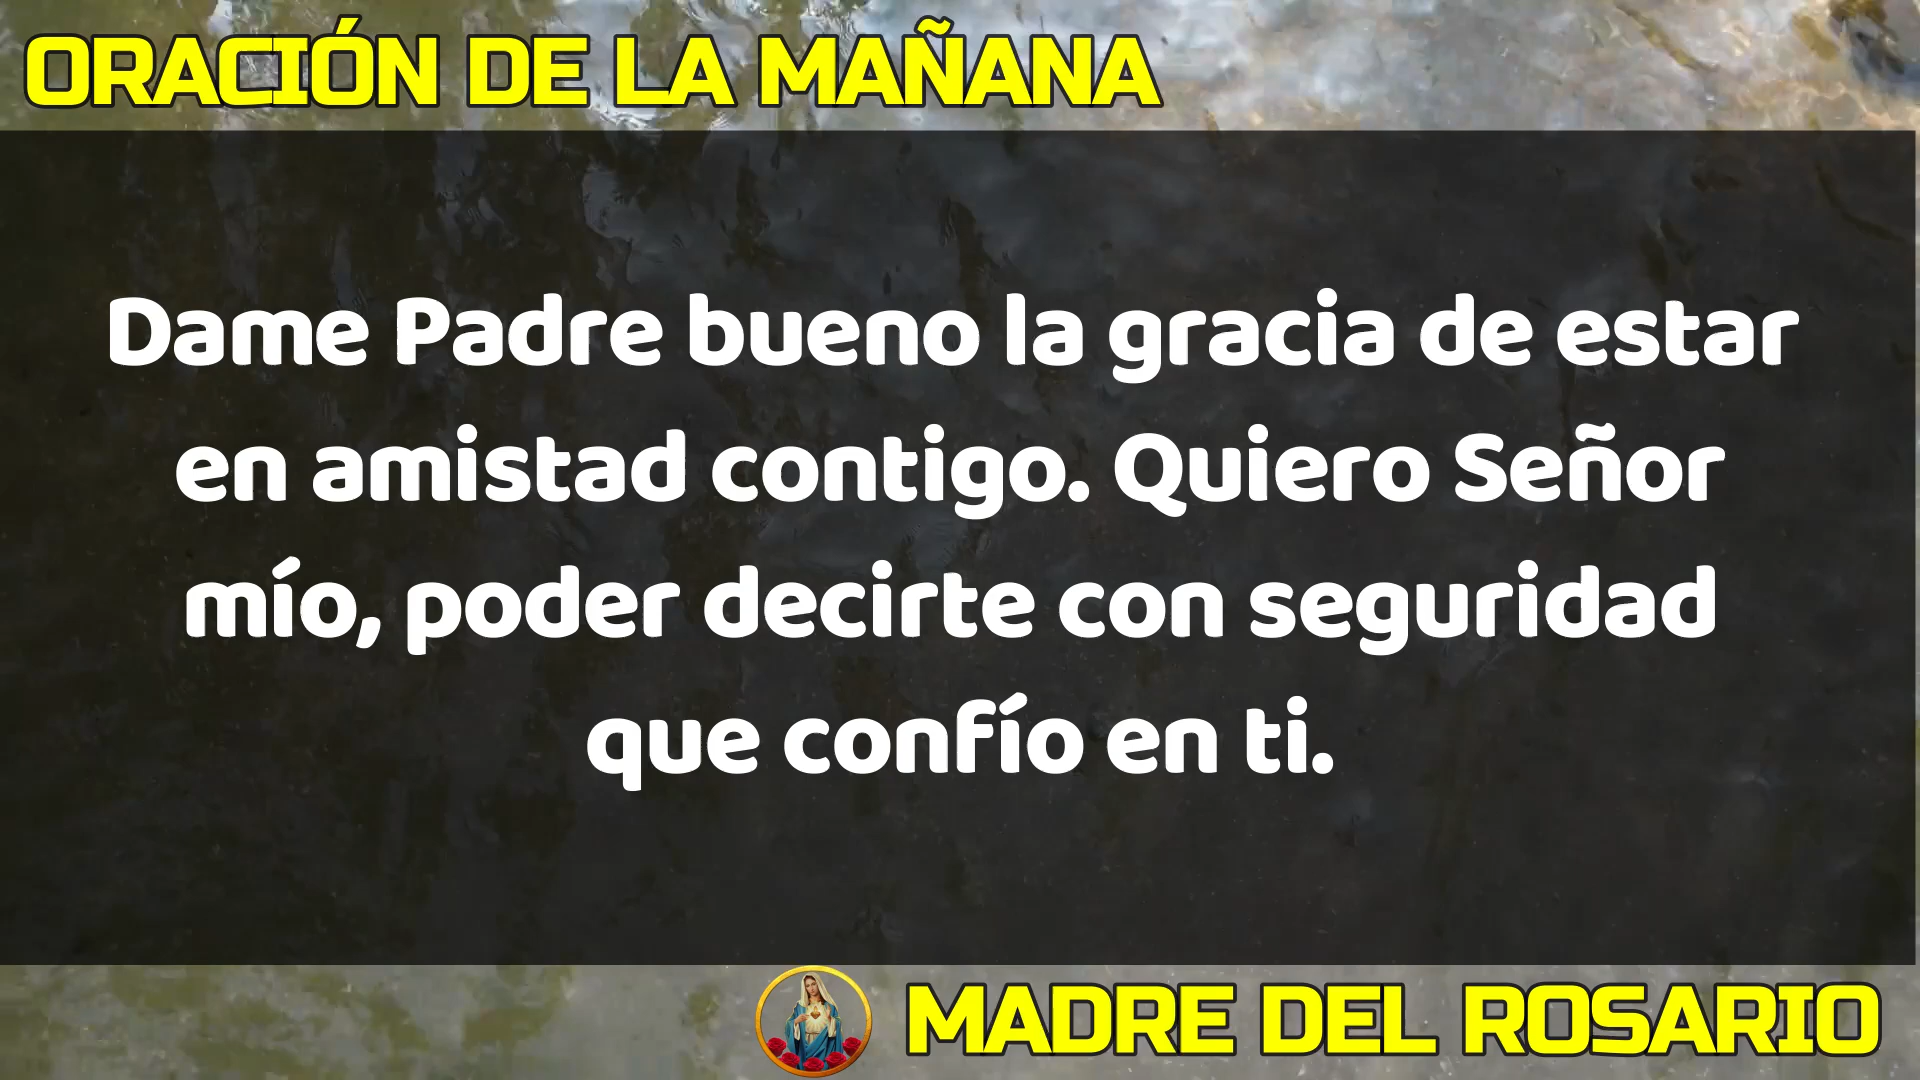 ORACIÓN DE LA MAÑANA
Dame Padre bueno la gracia de estar
en amistad contigo. Quiero Señor
mío, poder decirte con seguridad
que confío en ti.
MADRE DEL ROSARIO